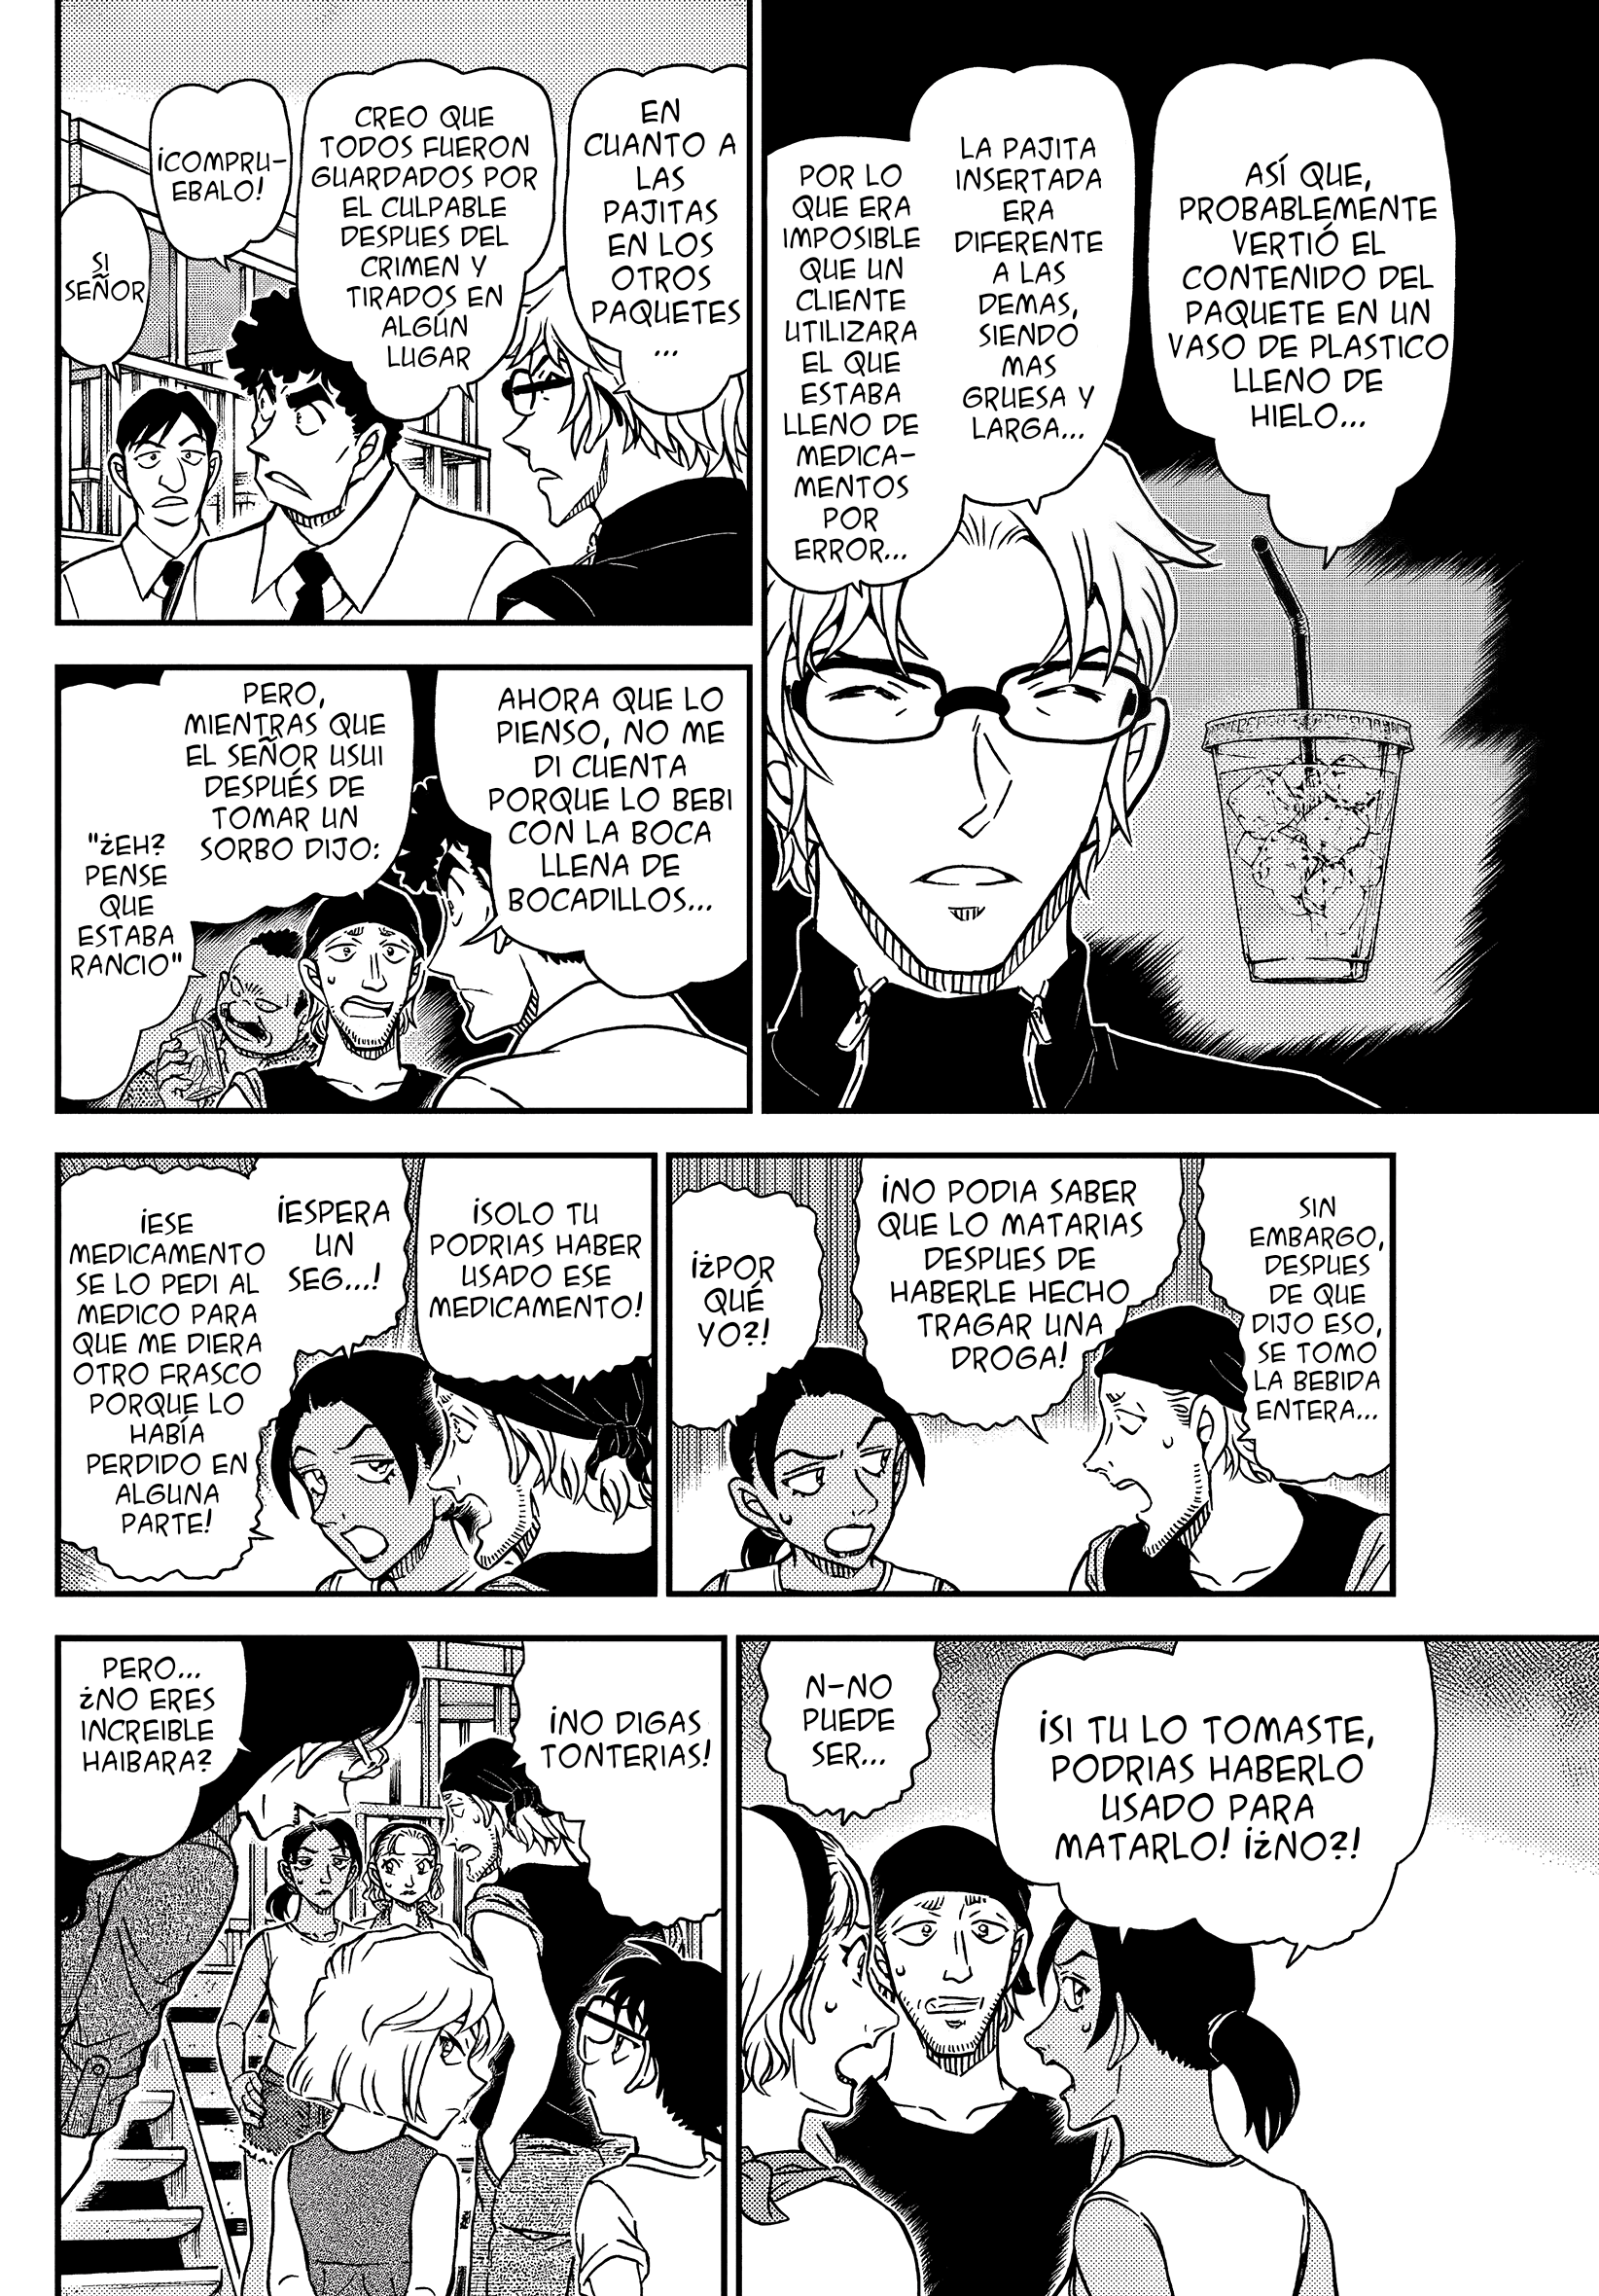 ASÍ QUE,
PROBABLEMENTE
VERTIÓ EL
CONTENIDO DEL
PAQUETE EN UN
VASO DE PLASTICO
LLENO DE
HIELO...
LA PAJITA
INSERTADA
ERA
DIFERENTE
A LAS
DEMAS,
SIENDO
MAS
GRUESA Y
LARGA...
POR LO
QUE ERA
IMPOSIBLE
QUE UN
CLIENTE
UTILIZARA
EL QUE
ESTABA
LLENO DE
MEDICA-
MENTOS
POR
ERROR...
EN
CUANTO A
LAS
PAJITAS
EN LOS
OTROS
PAQUETES
...
CREO QUE
TODOS FUERON
GUARDADOS POR
EL CULPABLE
DESPUES DEL
CRIMEN Y
TIRADOS EN
ALGÚN
LUGAR
¡COMPRU-
EBALO!
SI
SEÑOR
AHORA QUE LO
PIENSO, NO ME
DI CUENTA
PORQUE LO BEBI
CON LA BOCA
LLENA DE
BOCADILLOS...
PERO,
MIENTRAS QUE
EL SEÑOR USUI
DESPUÉS DE
TOMAR UN
SORBO DIJO:
"¿EH?
PENSE
QUE
ESTABA
RANCIO"
SIN
EMBARGO,
DESPUES
DE QUE
DIJO ESO,
SE TOMO
LA BEBIDA
ENTERA...
¡NO PODIA SABER
QUE LO MATARIAS
DESPUES DE
HABERLE HECHO
TRAGAR UNA
DROGA!
¡¿POR
QUÉ
YO?!
¡SOLO TU
PODRIAS HABER
USADO ESE
MEDICAMENTO!
¡ESPERA
UN
SEG...!
¡ESE
MEDICAMENTO
SE LO PEDI AL
MEDICO PARA
QUE ME DIERA
OTRO FRASCO
PORQUE LO
HABÍA
PERDIDO EN
ALGUNA
PARTE!
¡SI TU LO TOMASTE,
PODRIAS HABERLO
USADO PARA
MATARLO! ¡¿NO?!
N-NO
PUEDE
SER...
¡NO DIGAS
TONTERIAS!
PERO...
¿NO ERES
INCREIBLE
HAIBARA?